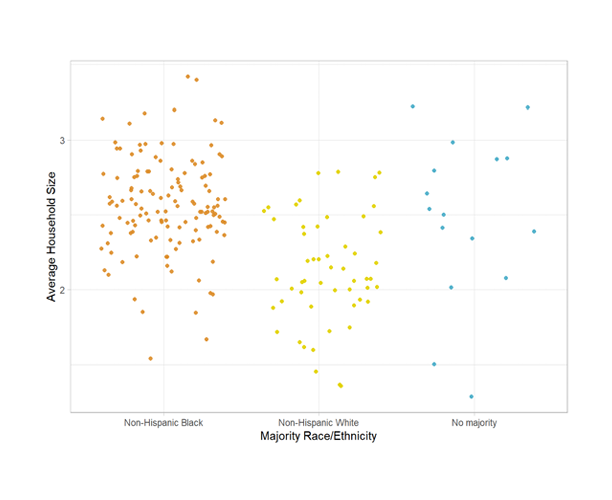 Average Household Size
3
2
Non-Hispanic Black
Non-Hispanic White
No majority
Majority Race/Ethnicity